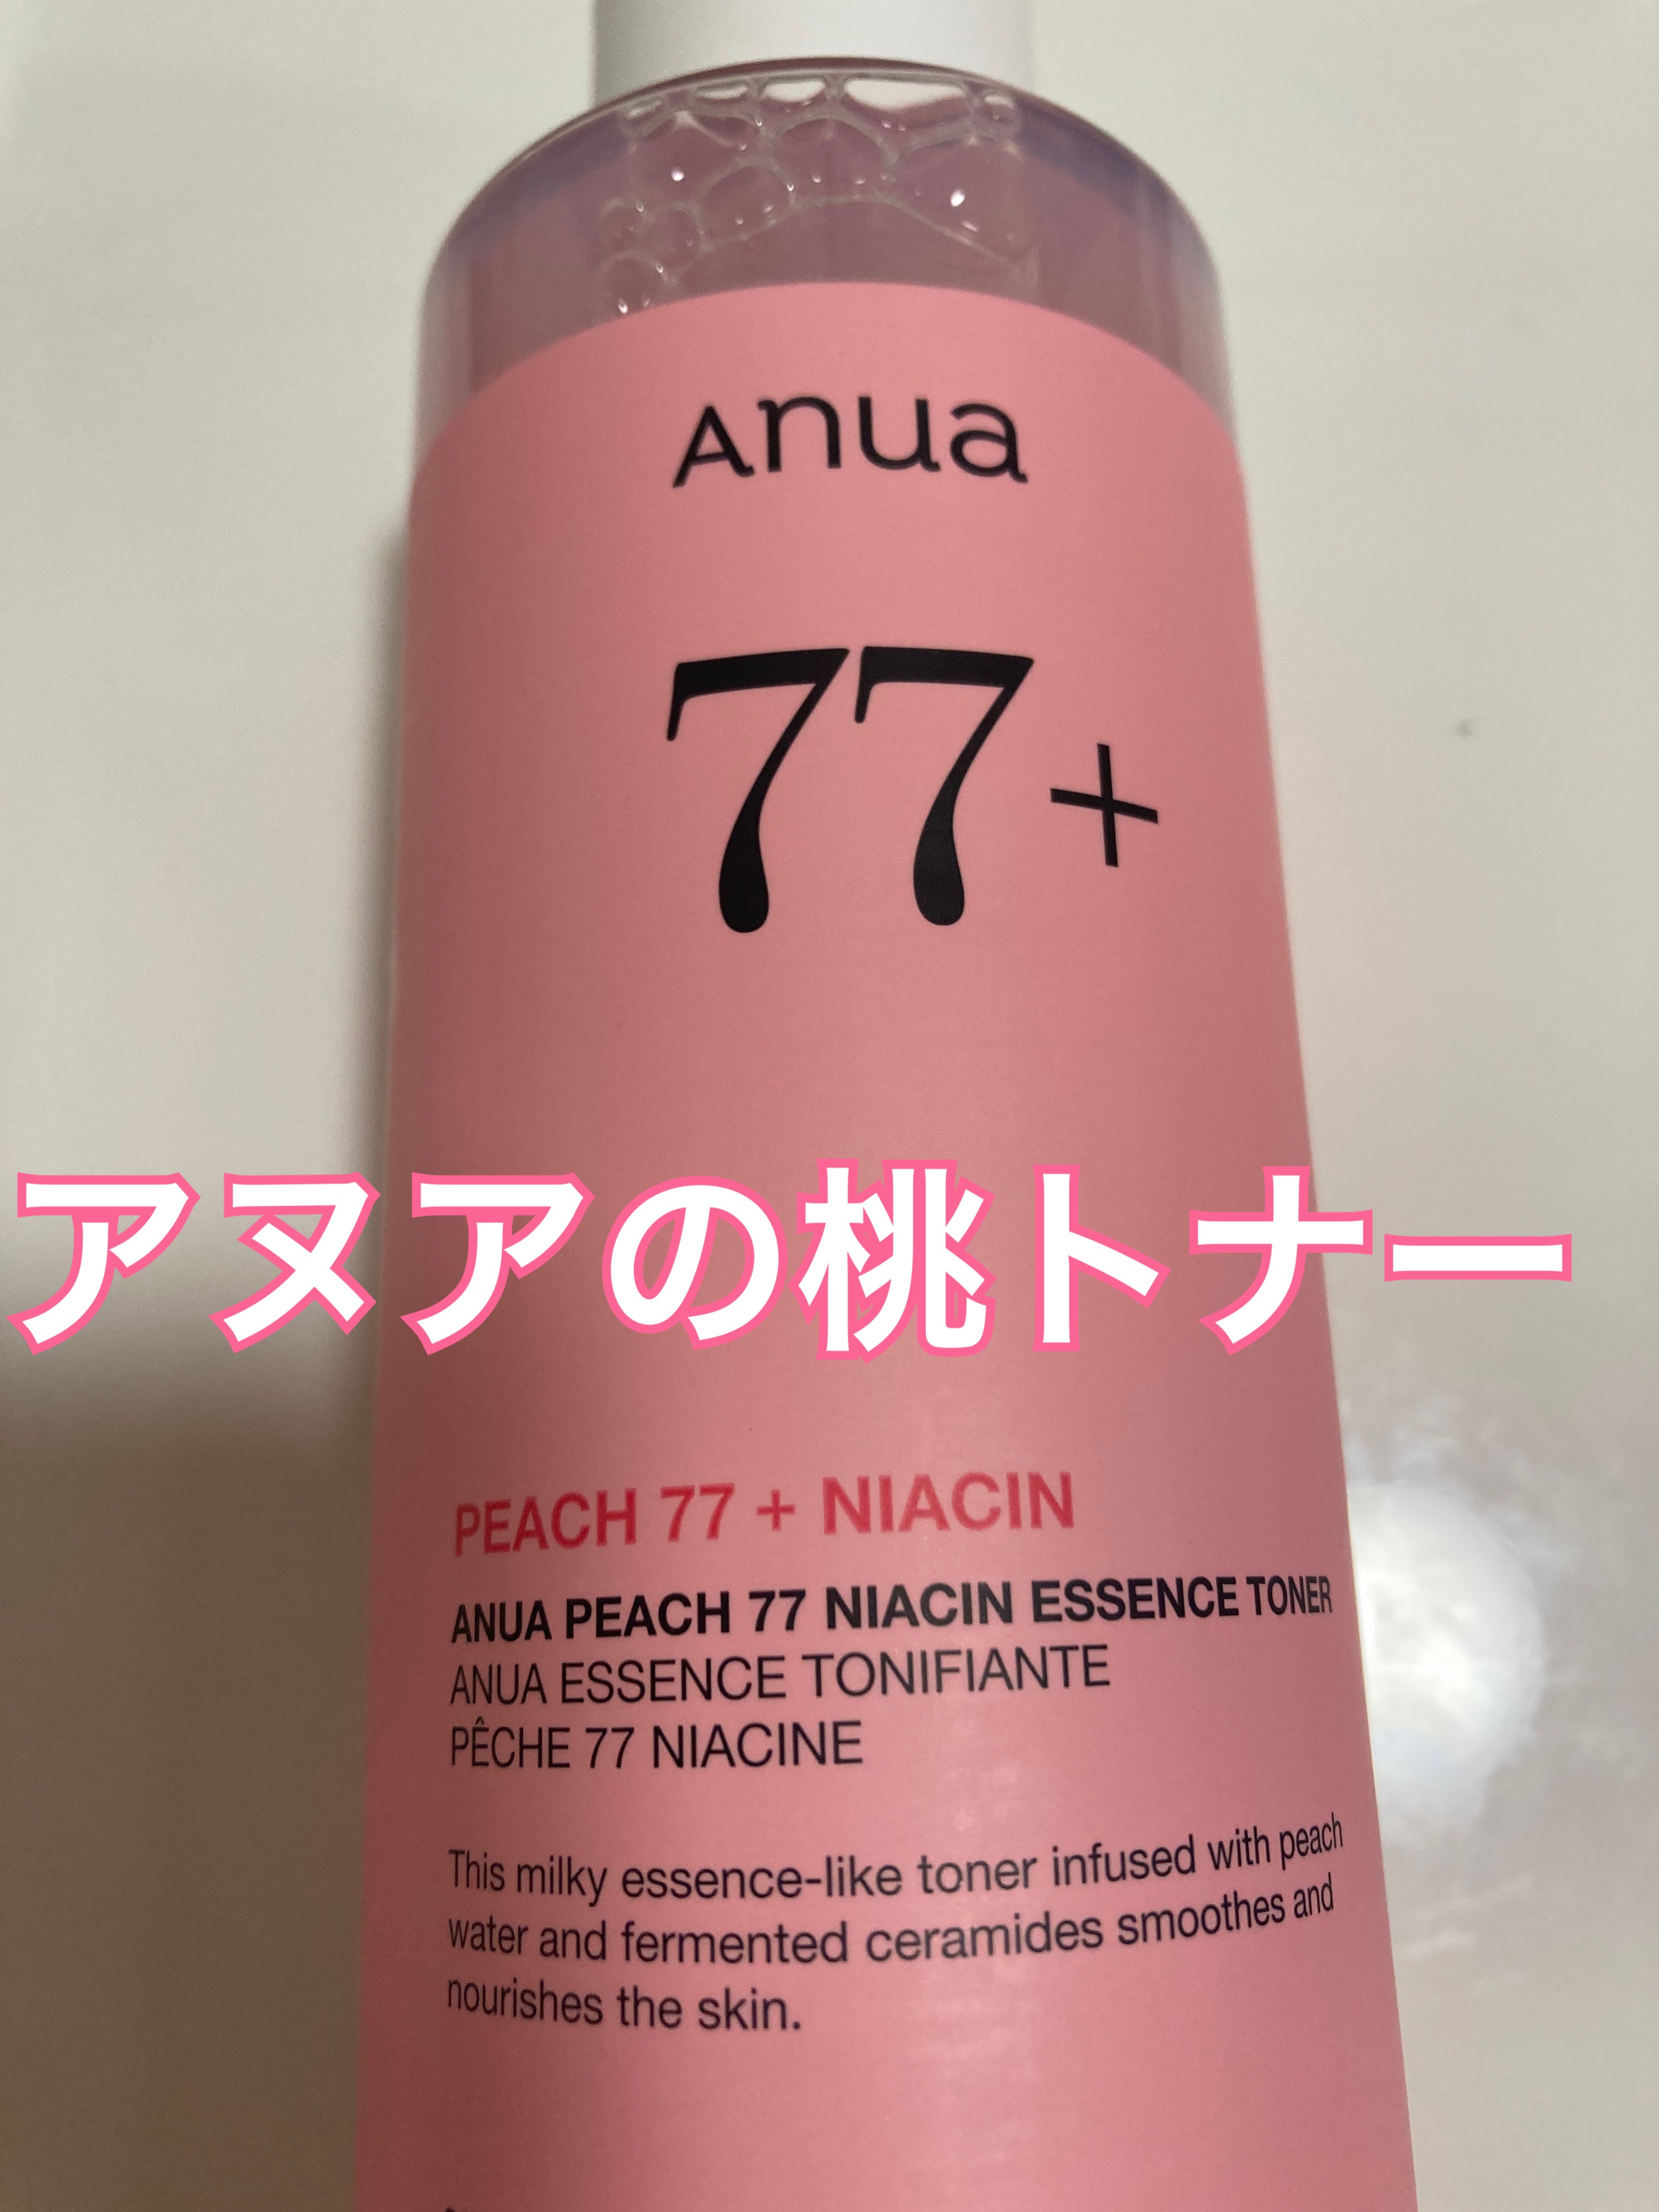 Anua
77+
アヌアの桃トナー
PEACH 77 + NIACIN
ANUA PEACH 77 NIACIN ESSENCE TONER
ANUA ESSENCE TONIFIANTE
PÊCHE 77 NIACINE
This milky essence-like toner infused with peach
water and fermented ceramides smoothes and
nourishes the skin.